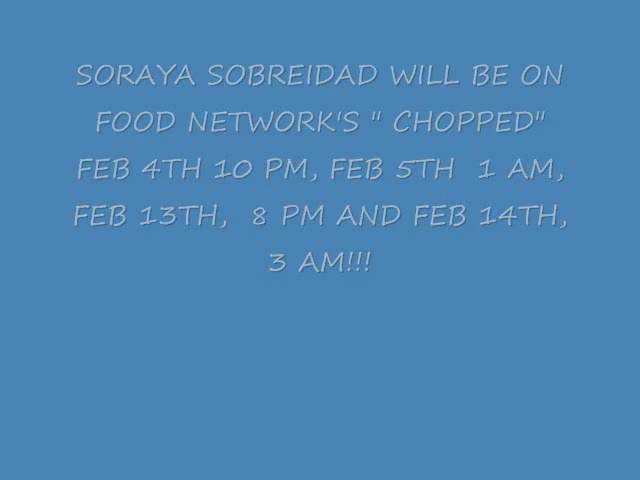 SORAYA SOBREIDAD WILL BE ON
FOOD NETWORK'S " CHOPPED"
FEB 4TH 10 PM, FEB 5TH  1 AM,
FEB 13TH,  8 PM AND FEB 14TH,
3 AM!!!